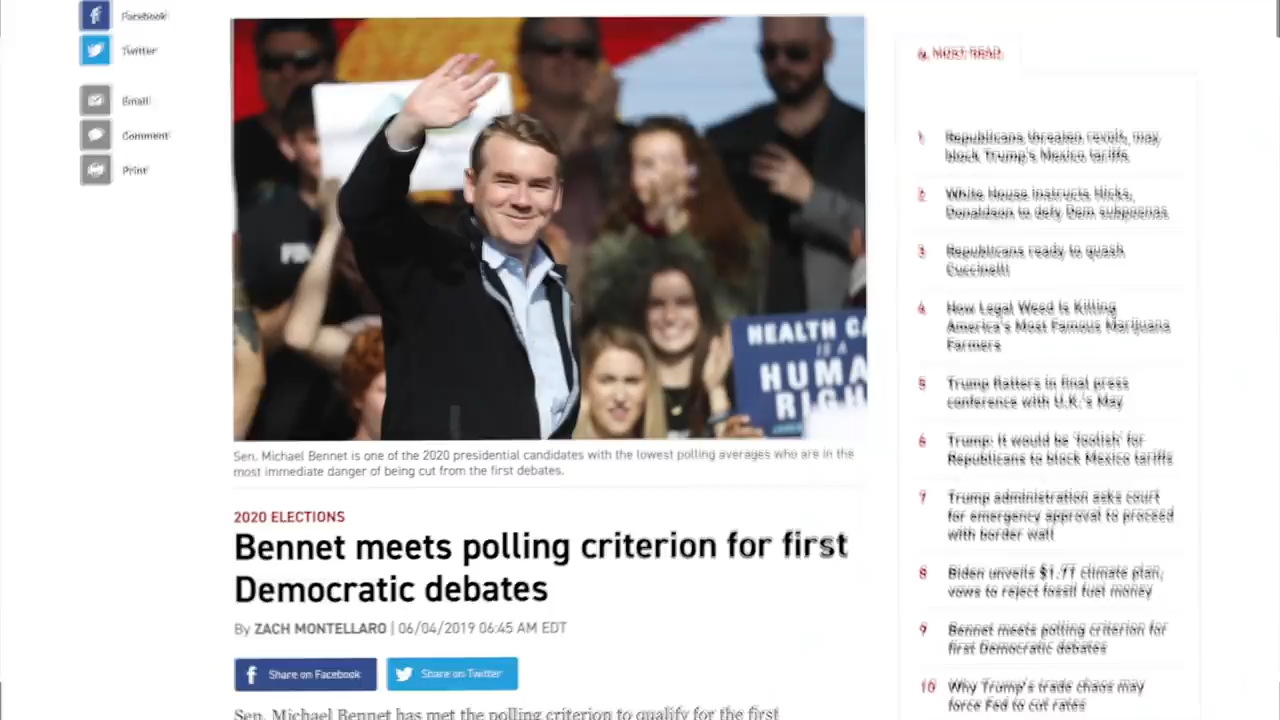 Facebook
Twitter
Email
Comment
Print
HEALTH CA
IS A
HUMA
RIGH
Sen. Michael Bennet is one of the 2020 presidential candidates with the lowest polling averages who are in the
most immediate danger of being cut from the first debates.
2020 ELECTIONS
Bennet meets polling criterion for first
Democratic debates
By ZACH MONTELLARO | 06/04/2019 06:45 AM EDT
Share on Facebook
Share on Twitter
Sen. Michael Bennet has met the polling criterion to qualify for the first
MOST READ
1 Republicans threaten revolt, may
block Trump's Mexico tariffs
2 White House instructs Hicks,
Donaldson to defy Dem subpoenas
3 Republicans ready to quash
Cuccinelli
4 How Legal Weed Is Killing
America's Most Famous Marijuana
Farmers
5 Trump flatters in final press
conference with U.K.'s May
6 Trump: It would be 'foolish' for
Republicans to block Mexico tariffs
7 Trump administration asks court
for emergency approval to proceed
with border wall
8 Biden unveils $1.7T climate plan,
vows to reject fossil fuel money
9 Bennet meets polling criterion for
first Democratic debates
10 Why Trump's trade chaos may
force Fed to cut rates